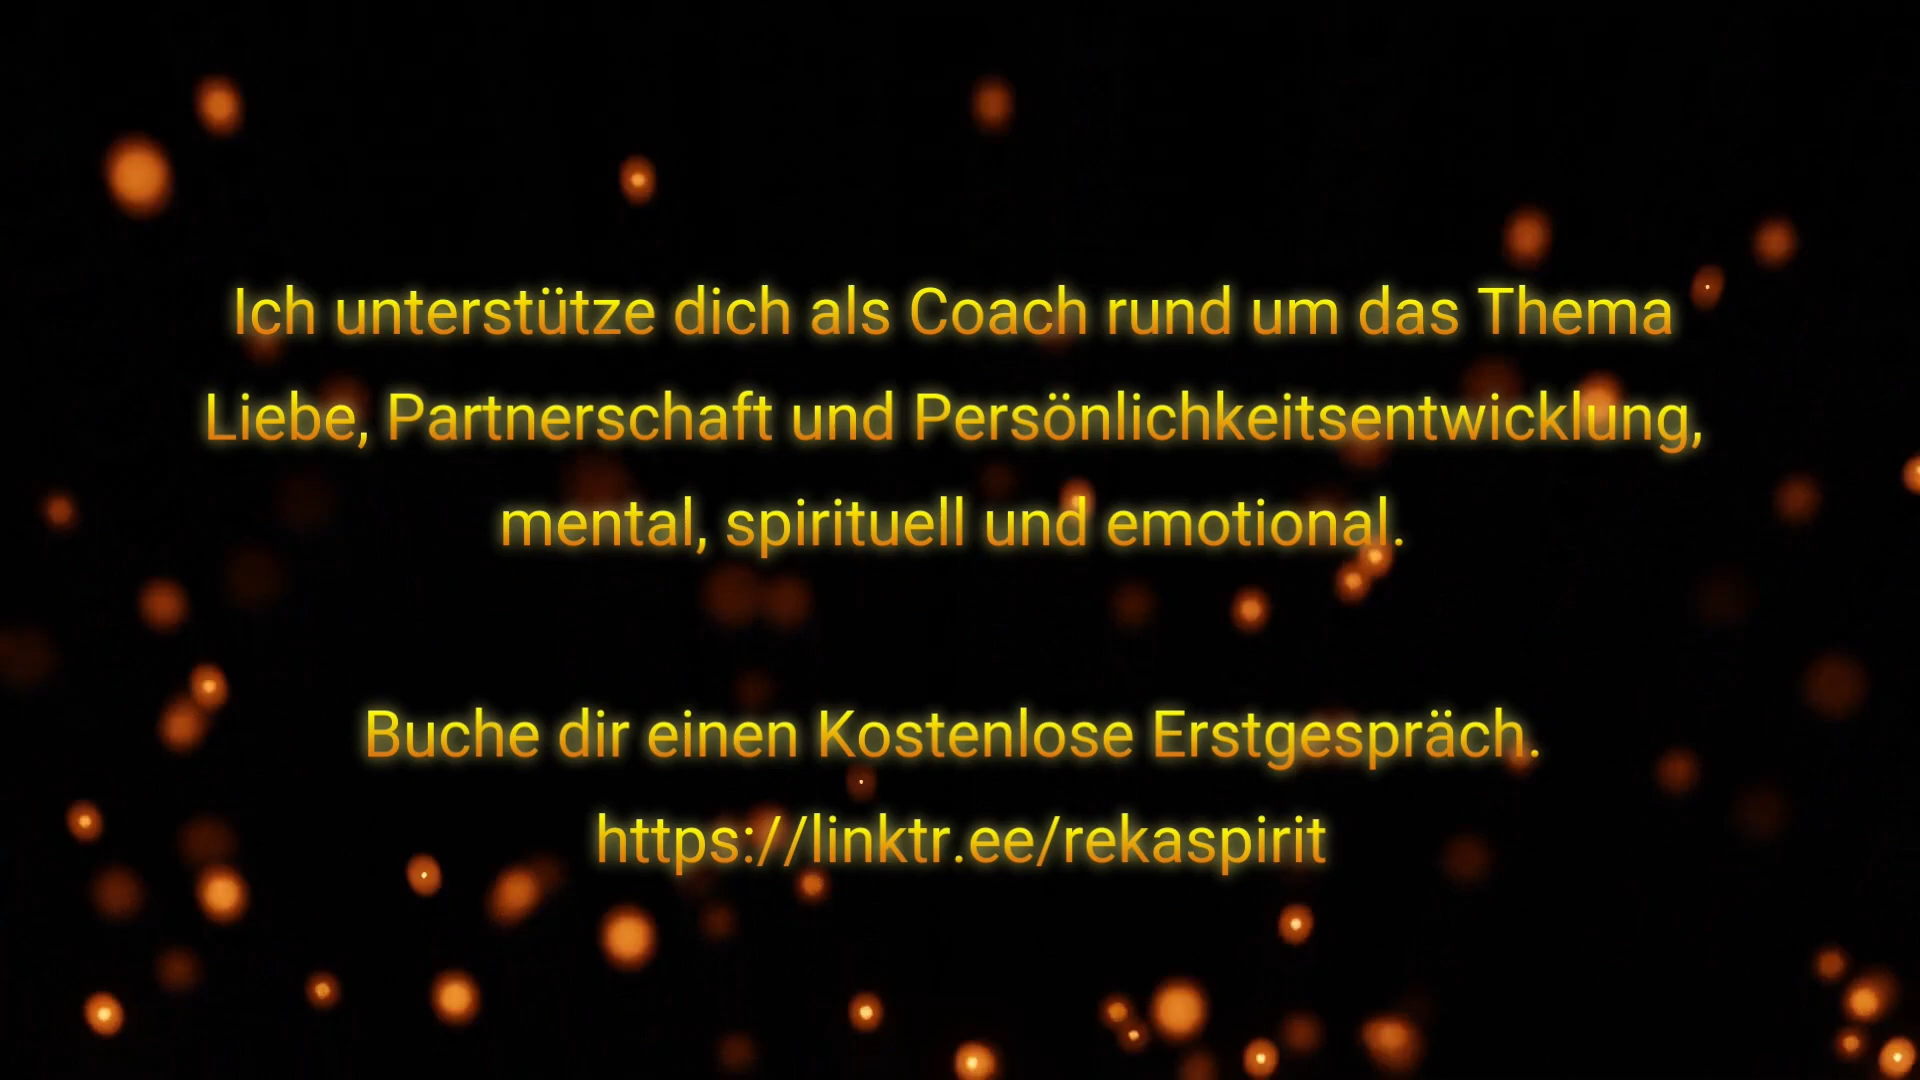 Ich unterstütze dich als Coach rund um das Thema
Liebe, Partnerschaft und Persönlichkeitsentwicklung,
mental, spirituell und emotional.
Buche dir einen Kostenlose Erstgespräch.
https://linktr.ee/rekaspirit